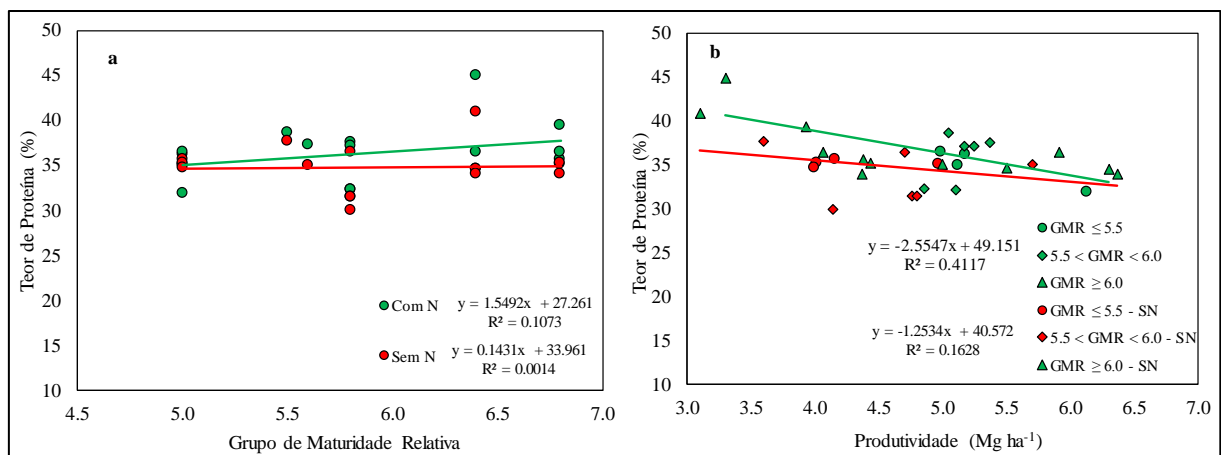 a
50
45
40
35
30
25
20
15
10
Teor de Proteína (%)
4.5 5.0 5.5 6.0 6.5 7.0
Grupo de Maturidade Relativa
Com N
y = 1.5492x + 27.261
R² = 0.1073
Sem N
y = 0.1431x + 33.961
R² = 0.0014
b
50
45
40
35
30
25
20
15
10
Teor de Proteína (%)
3.0 3.5 4.0 4.5 5.0 5.5 6.0 6.5 7.0
Produtividade (Mg ha⁻¹)
y = -2.5547x + 49.151
R² = 0.4117
y = -1.2534x + 40.572
R² = 0.1628
GMR ≤ 5.5
5.5 < GMR < 6.0
GMR ≥ 6.0
GMR ≤ 5.5 - SN
5.5 < GMR < 6.0 - SN
GMR ≥ 6.0 - SN